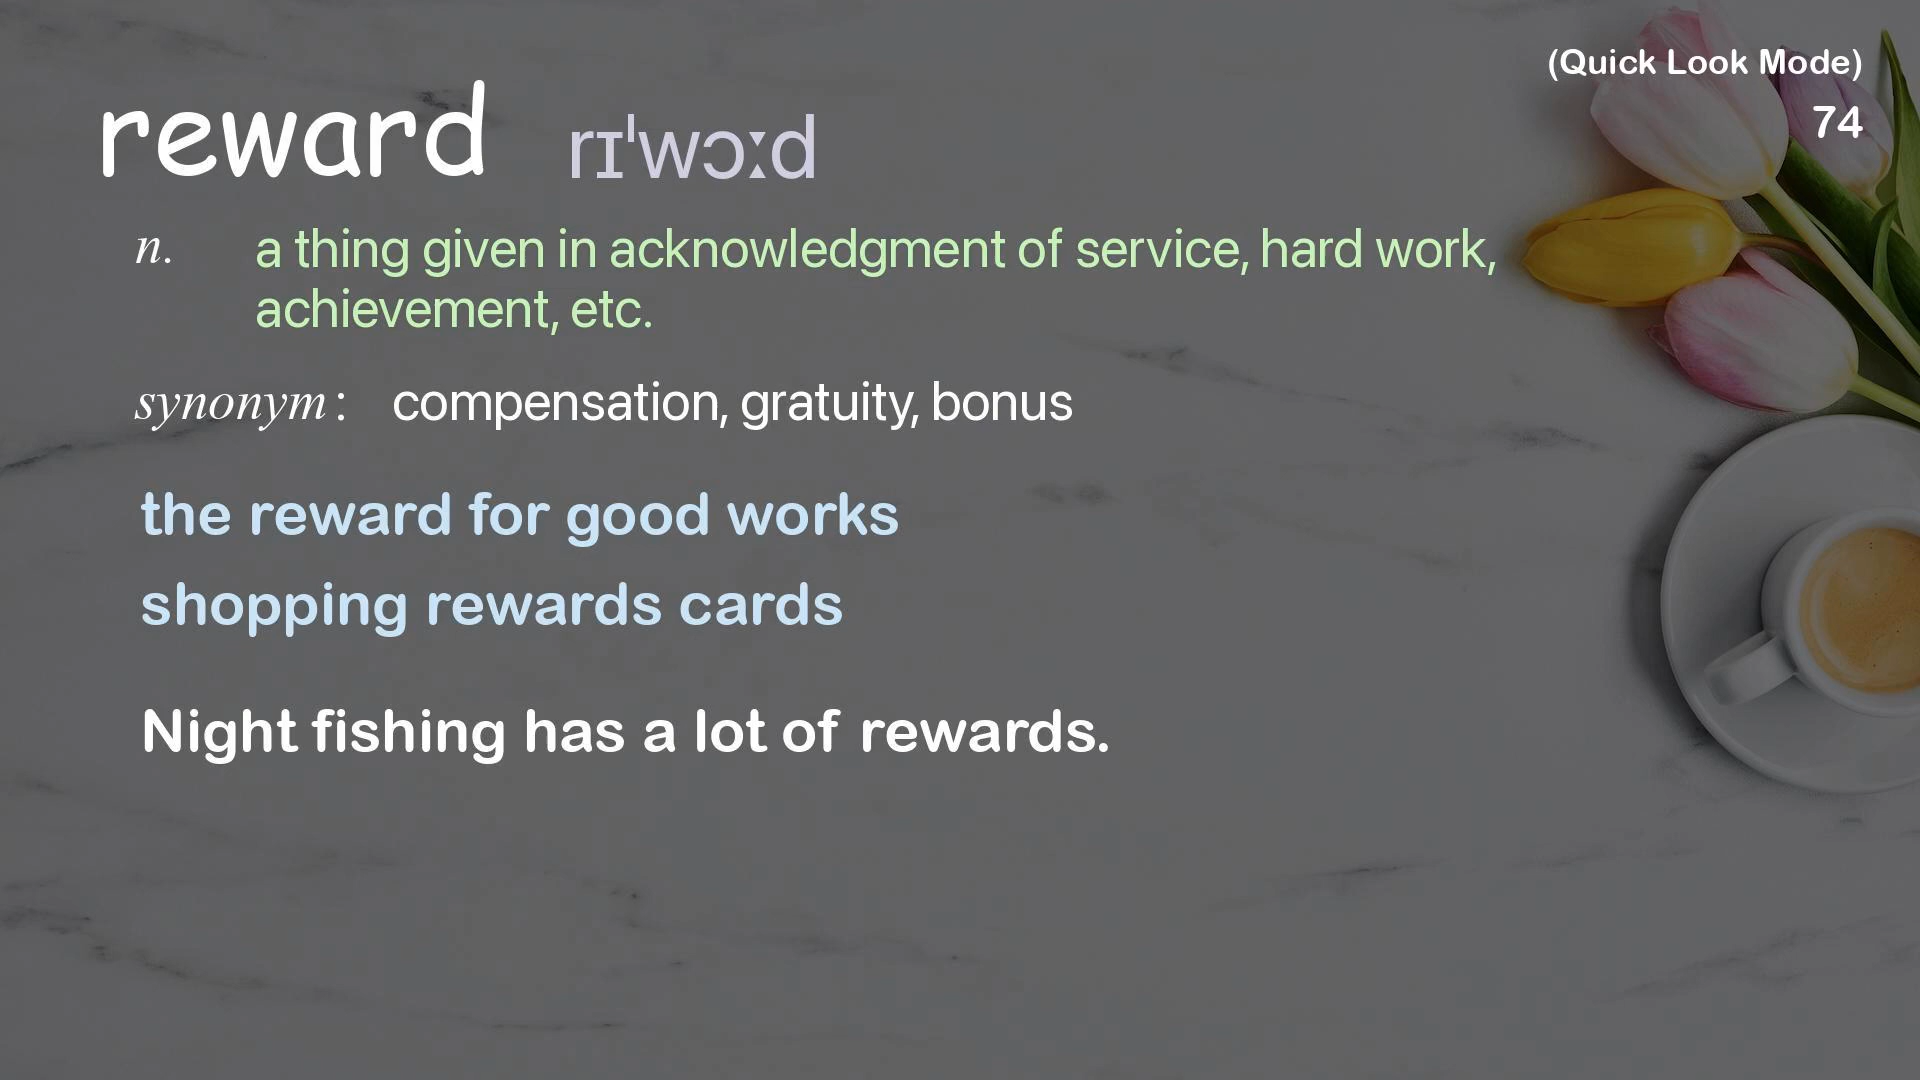 (Quick Look Mode)
74
reward rɪˈwɔːd
n. a thing given in acknowledgment of service, hard work,
achievement, etc.
synonym : compensation, gratuity, bonus
the reward for good works
shopping rewards cards
Night fishing has a lot of rewards.